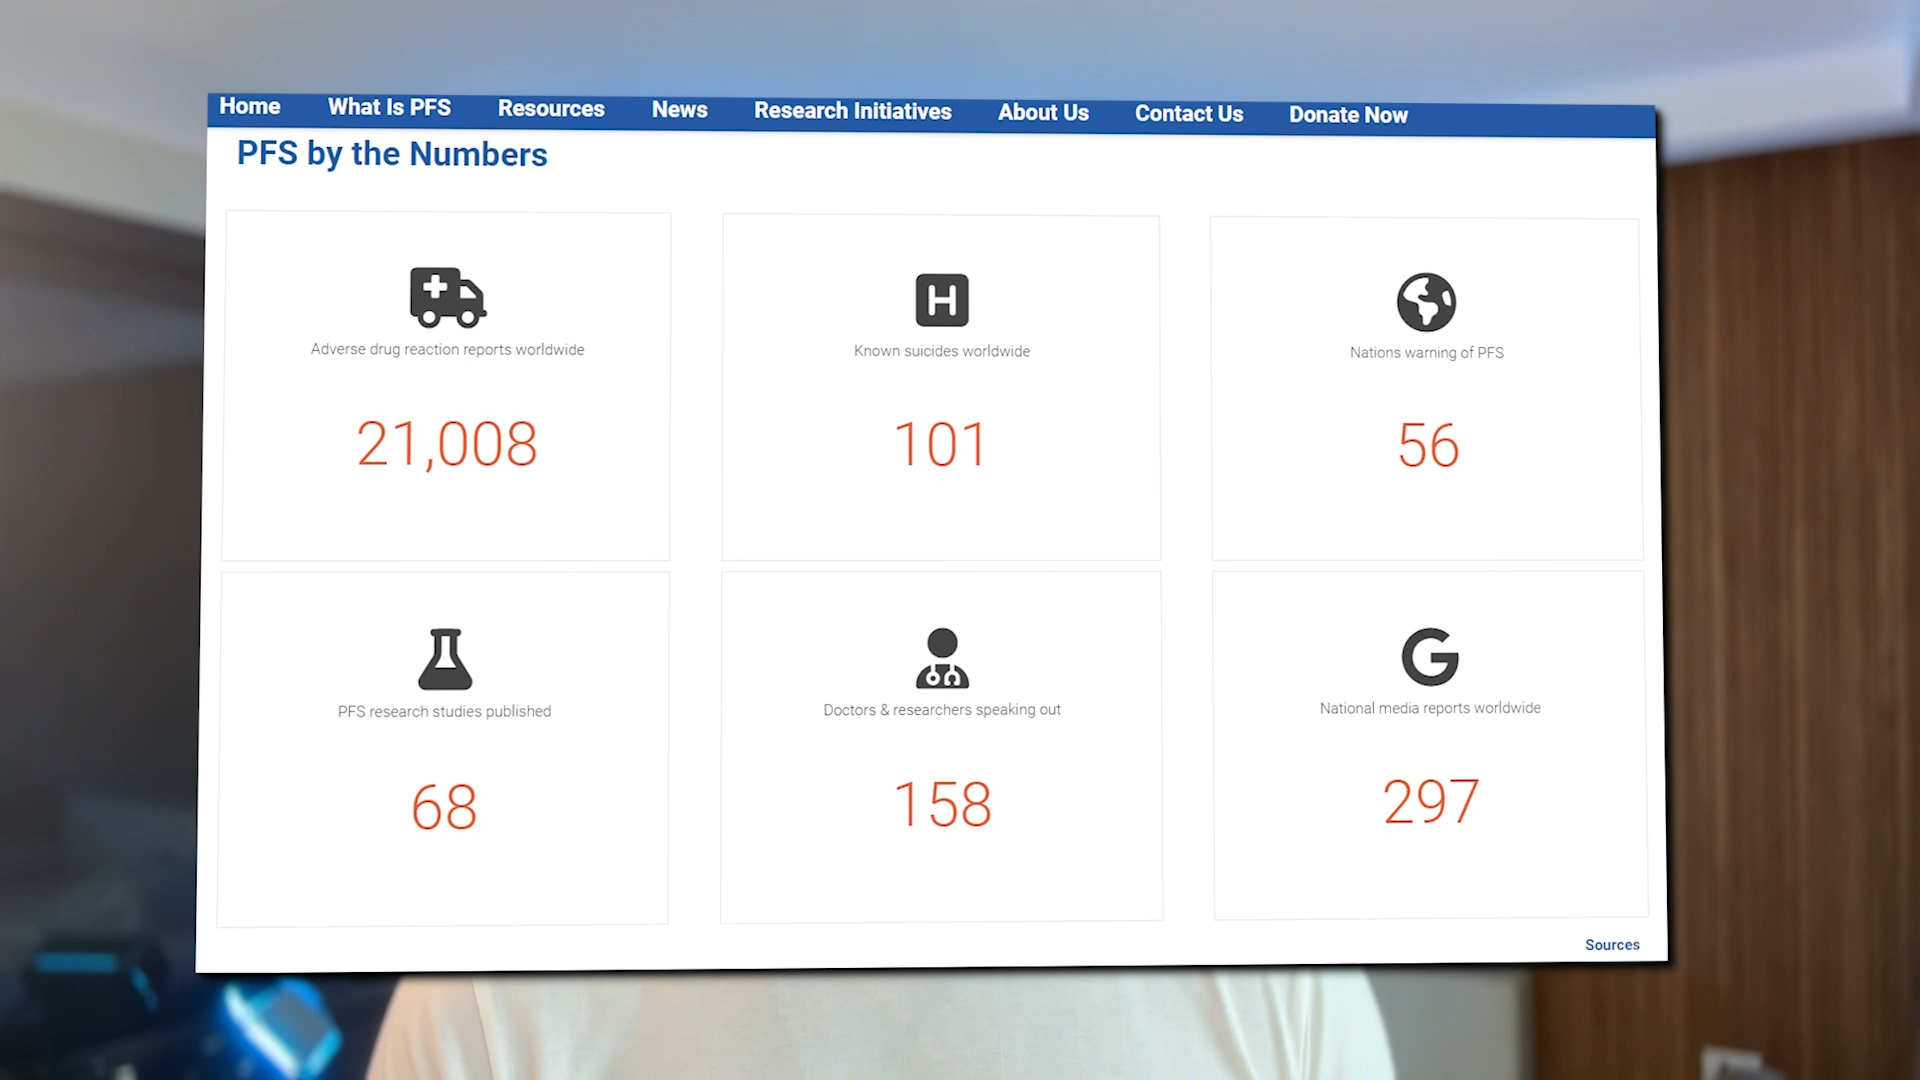 Home What Is PFS Resources News Research Initiatives About Us Contact Us Donate Now
PFS by the Numbers
Adverse drug reaction reports worldwide
21,008
H
Known suicides worldwide
101
Nations warning of PFS
56
PFS research studies published
68
Doctors & researchers speaking out
158
G
National media reports worldwide
297
Sources